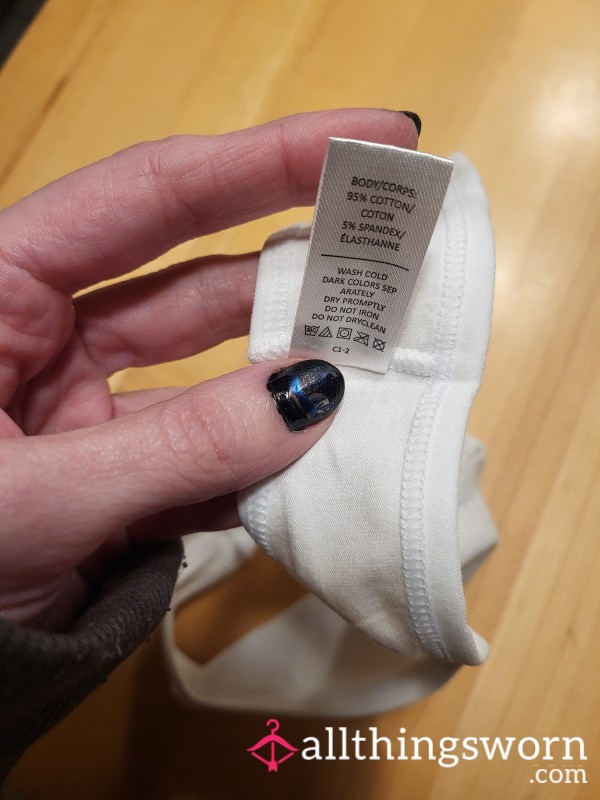 BODY/CORPS:
95% COTTON/
COTON
5% SPANDEX/
ÉLASTHANNE
WASH COLD
DARK COLORS SEP
ARATELY
DRY PROMPTLY
DO NOT IRON
DO NOT DRYCLEAN
C1-2
allthingsworn
.com